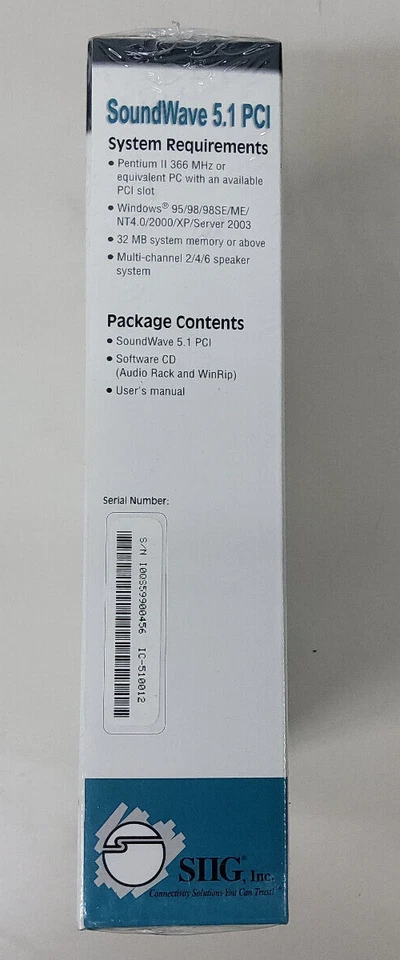 SoundWave 5.1 PCI
System Requirements
• Pentium II 366 MHz or
equivalent PC with an available
PCI slot
• Windows® 95/98/98SE/ME/
NT4.0/2000/XP/Server 2003
• 32 MB system memory or above
• Multi-channel 2/4/6 speaker
system
Package Contents
• SoundWave 5.1 PCI
• Software CD
(Audio Rack and WinRip)
• User's manual
Serial Number:
S/N I0QS59900456 IC-510012
SIIG, Inc.
Connectivity Solutions You Can Trust!